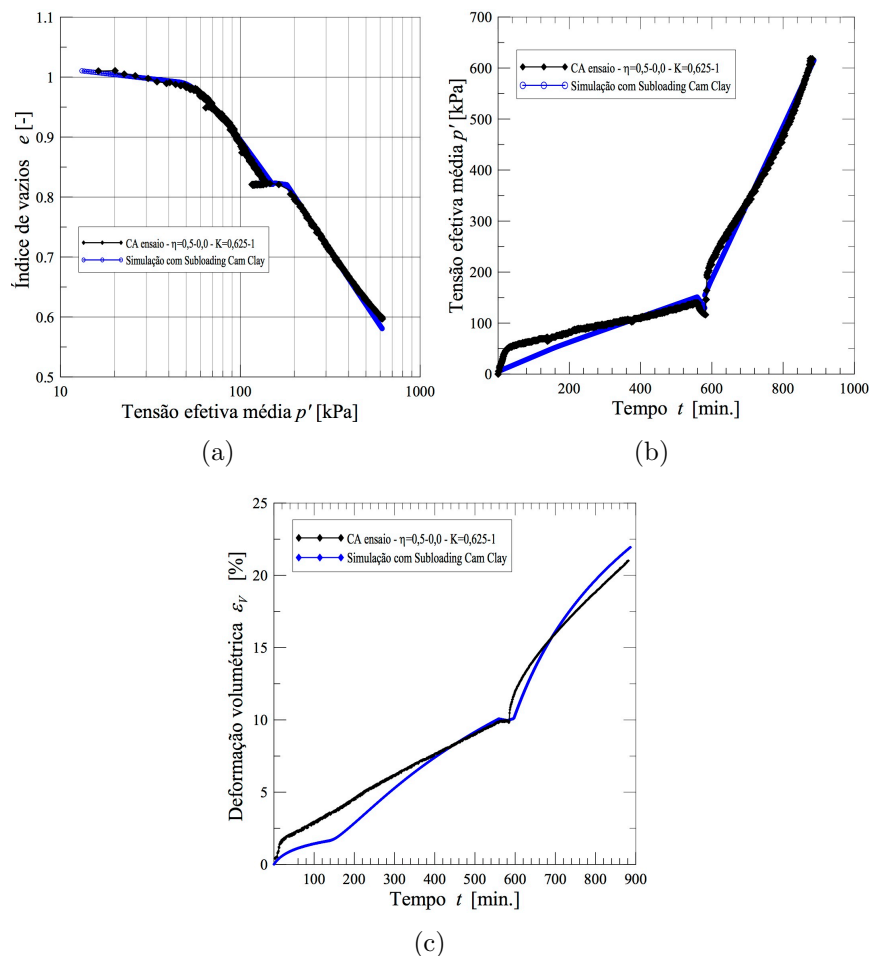 1.1
1
0.9
0.8
0.7
0.6
0.5
Índice de vazios e [-]
CA ensaio - η=0,5-0,0 - K=0,625-1
Simulação com Subloading Cam Clay
10
100
1000
Tensão efetiva média p' [kPa]
(a)
700
600
500
400
300
200
100
0
Tensão efetiva média p' [kPa]
CA ensaio - η=0,5-0,0 - K=0,625-1
Simulação com Subloading Cam Clay
200
400
600
800
1000
Tempo t [min.]
(b)
25
20
15
10
5
0
Deformação volumétrica εV [%]
CA ensaio - η=0,5-0,0 - K=0,625-1
Simulação com Subloading Cam Clay
100
200
300
400
500
600
700
800
900
Tempo t [min.]
(c)